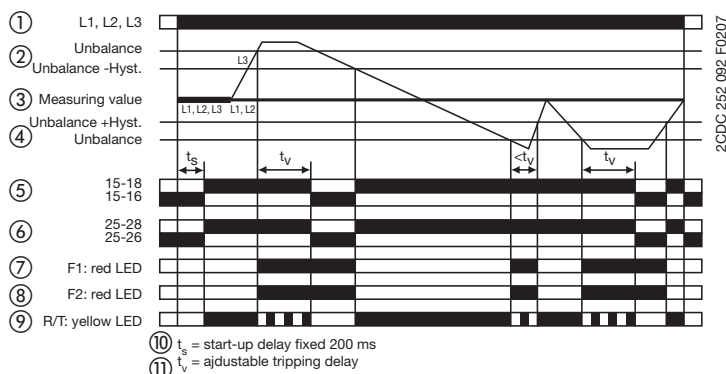 ① L1, L2, L3
Unbalance
②
Unbalance -Hyst.
L3
③ Measuring value
L1, L2, L3 L1, L2
Unbalance +Hyst.
④
Unbalance
ts tv <tv tv
⑤ 15-18
15-16
⑥ 25-28
25-26
⑦ F1: red LED
⑧ F2: red LED
⑨ R/T: yellow LED
⑩ ts = start-up delay fixed 200 ms
⑪ tv = ajdustable tripping delay
2CDC 252 092 F0207